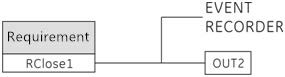 EVENT
RECORDER
Requirement
RClose1
OUT2